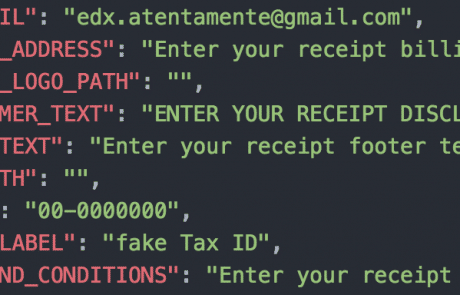 IL": "edx.atentamente@gmail.com",
_ADDRESS": "Enter your receipt billi
_LOGO_PATH": "",
MER_TEXT": "ENTER YOUR RECEIPT DISCL
TEXT": "Enter your receipt footer te
TH": "",
: "00-0000000",
LABEL": "fake Tax ID",
ND_CONDITIONS": "Enter your receipt